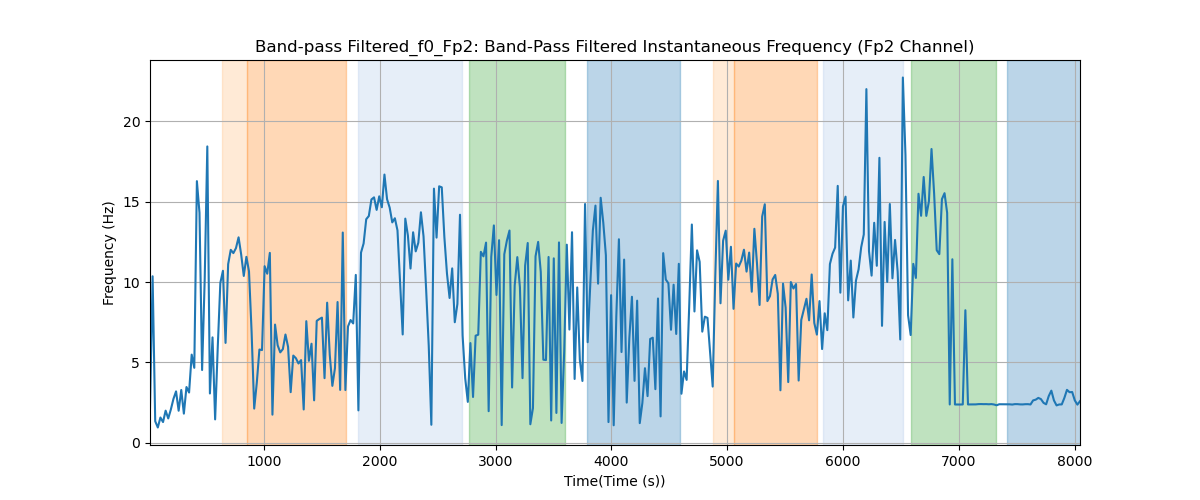 Band-pass Filtered_f0_Fp2: Band-Pass Filtered Instantaneous Frequency (Fp2 Channel)
Frequency (Hz)
20
15
10
5
0
1000 2000 3000 4000 5000 6000 7000 8000
Time(Time (s))